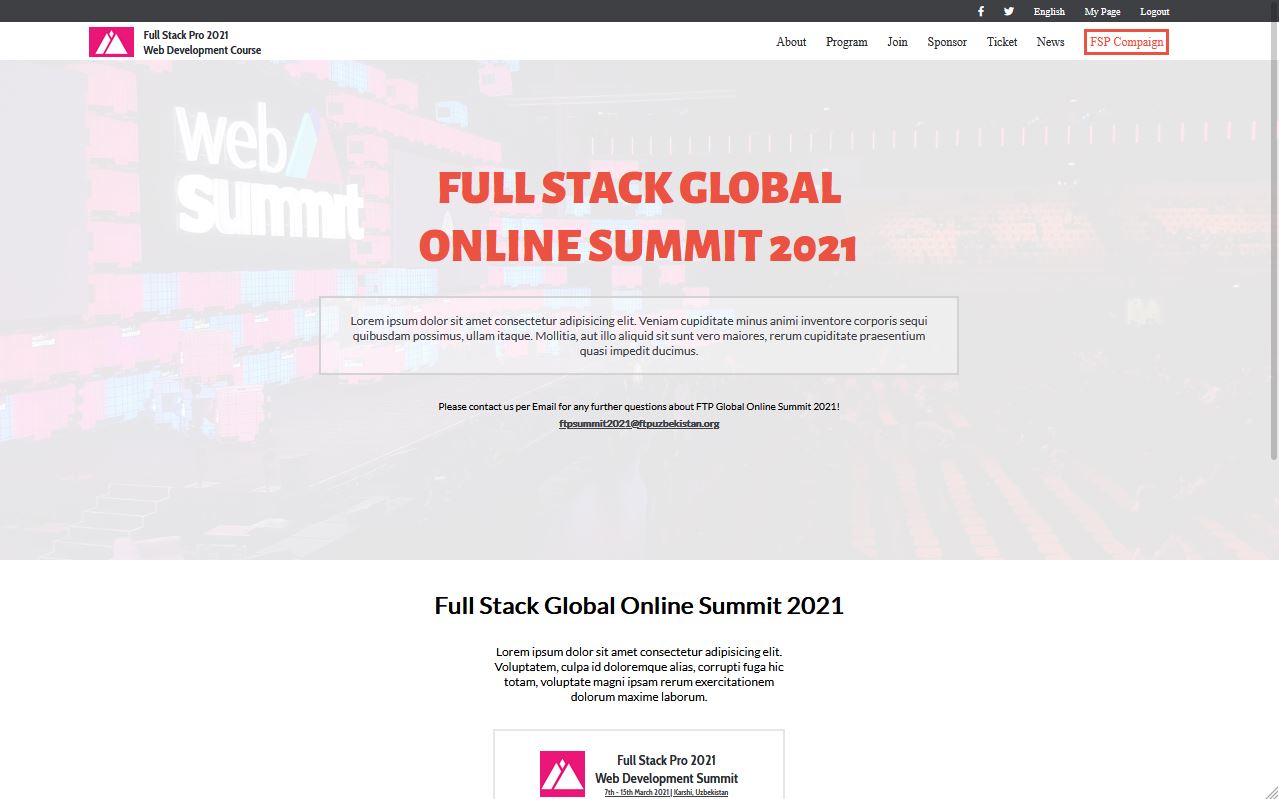 English My Page Logout
Full Stack Pro 2021
Web Development Course
About Program Join Sponsor Ticket News FSP Compaign
web
summit
FULL STACK GLOBAL
ONLINE SUMMIT 2021
Lorem ipsum dolor sit amet consectetur adipisicing elit. Veniam cupiditate minus animi inventore corporis sequi
quibusdam possimus, ullam itaque. Mollitia, aut illo aliquid sit sunt vero maiores, rerum cupiditate praesentium
quasi impedit ducimus.
Please contact us per Email for any further questions about FTP Global Online Summit 2021!
ftpsummit2021@ftpuzbekistan.org
Full Stack Global Online Summit 2021
Lorem ipsum dolor sit amet consectetur adipisicing elit.
Voluptatem, culpa id doloremque alias, corrupti fuga hic
totam, voluptate magni ipsam rerum exercitationem
dolorum maxime laborum.
Full Stack Pro 2021
Web Development Summit
7th - 15th March 2021 | Karshi, Uzbekistan